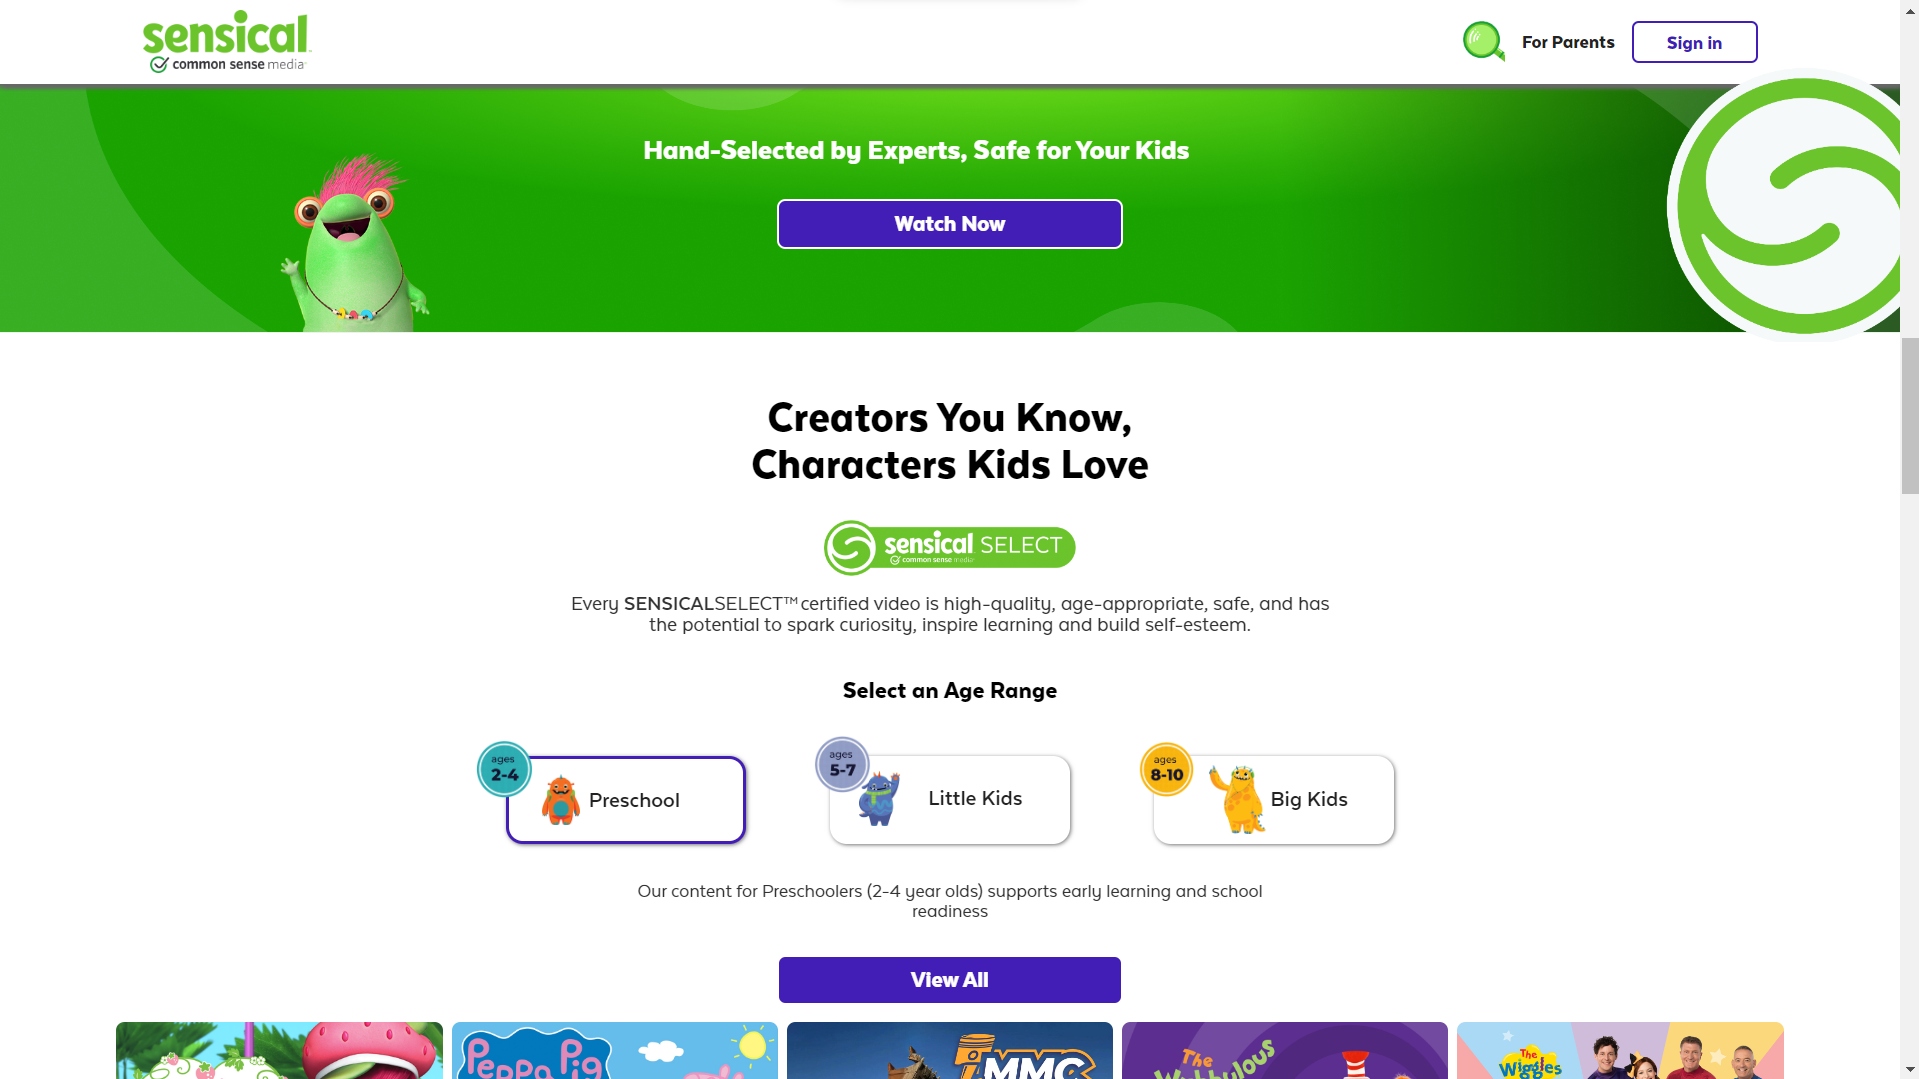 sensical
common sense media
For Parents
Sign in
Hand-Selected by Experts, Safe for Your Kids
Watch Now
Creators You Know,
Characters Kids Love
sensical SELECT
common sense media
Every SENSICALSELECT™ certified video is high-quality, age-appropriate, safe, and has
the potential to spark curiosity, inspire learning and build self-esteem.
Select an Age Range
ages
2-4
Preschool
ages
5-7
Little Kids
ages
8-10
Big Kids
Our content for Preschoolers (2-4 year olds) supports early learning and school
readiness
View All
Peppa Pig
MMC
The
Wubbulous
The
Wiggles